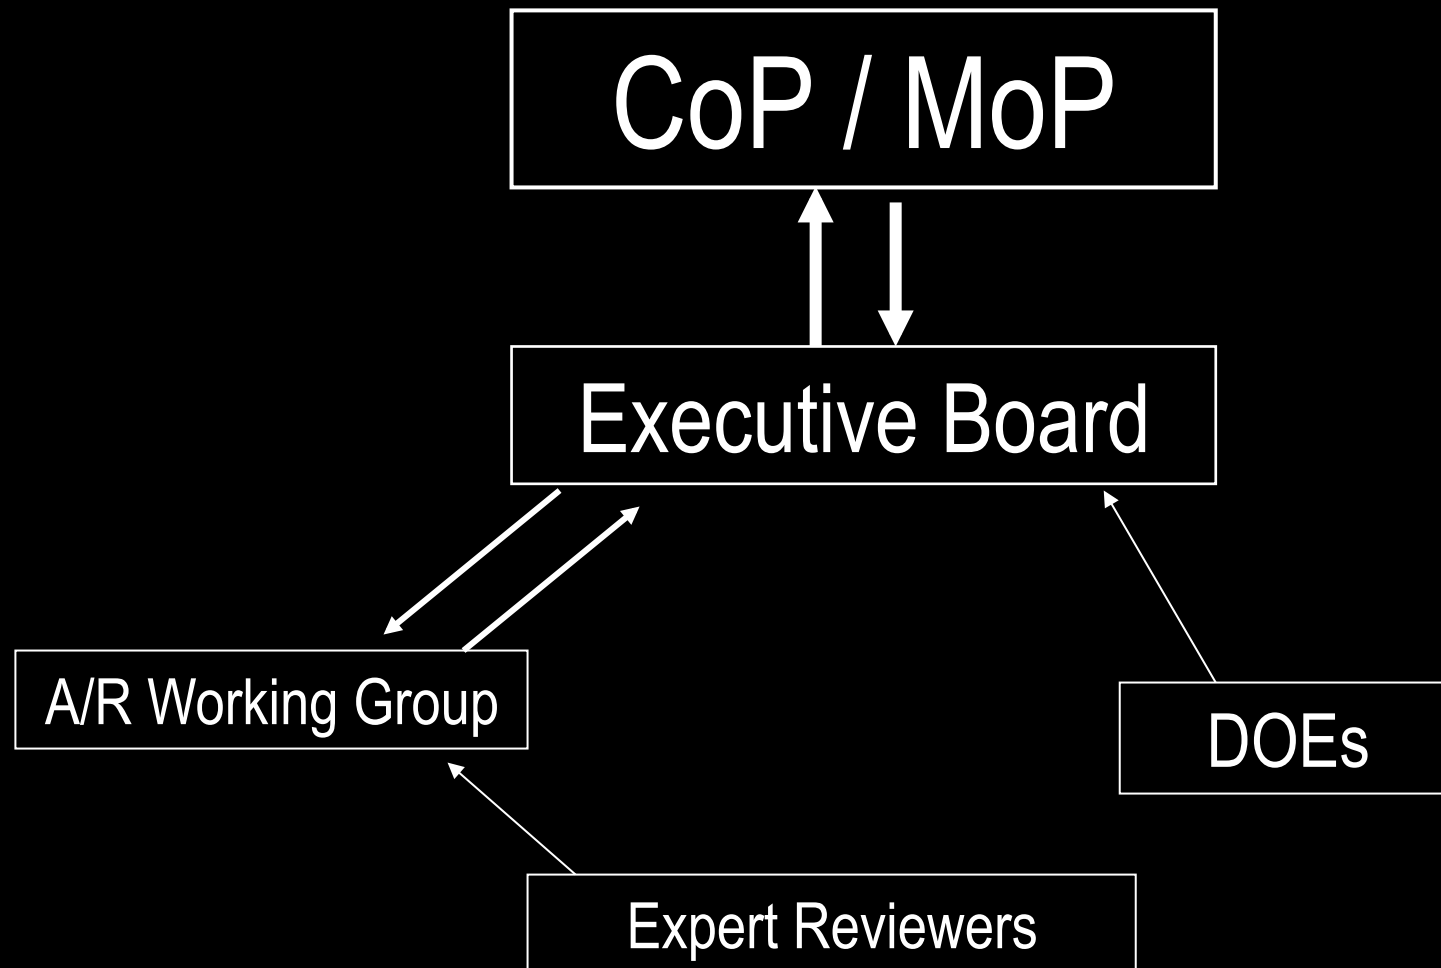 CoP / MoP
Executive Board
A/R Working Group
DOEs
Expert Reviewers